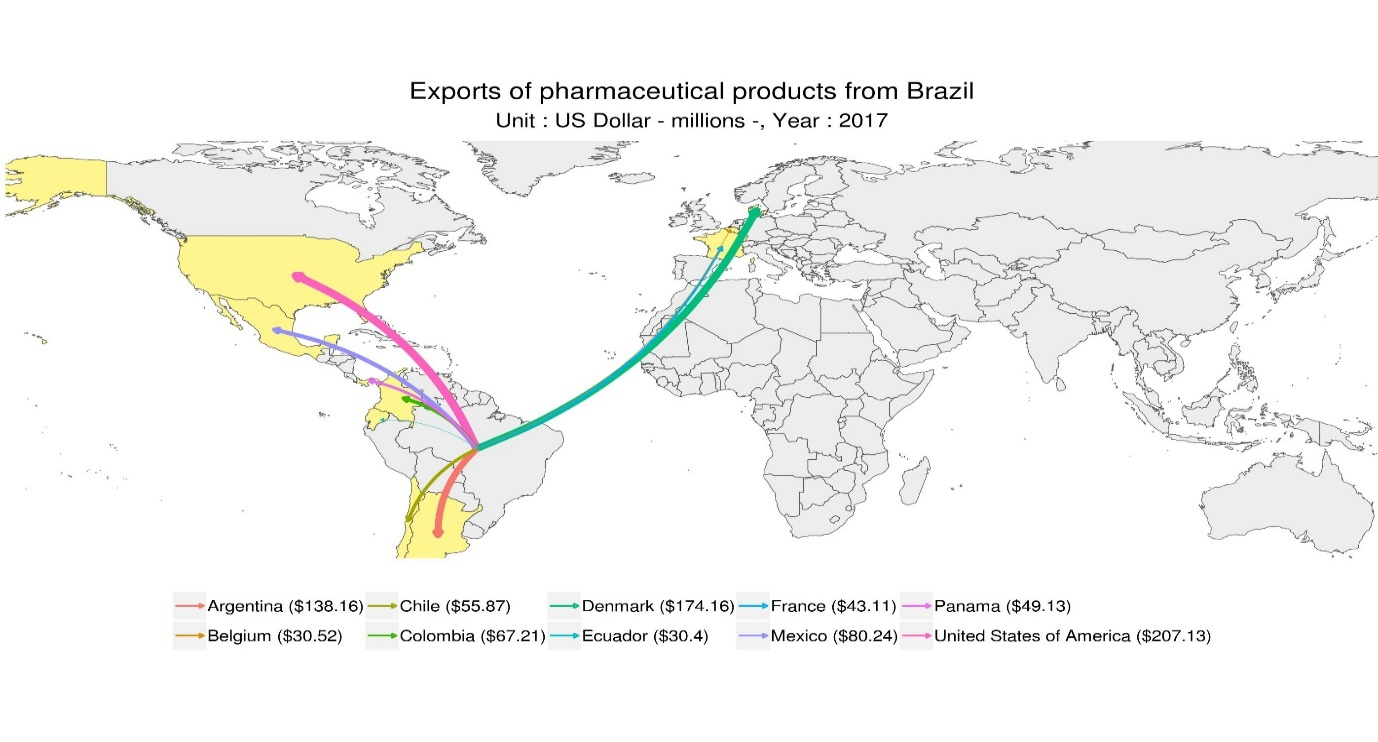 Exports of pharmaceutical products from Brazil
Unit : US Dollar - millions -, Year : 2017
Argentina ($138.16) Chile ($55.87) Denmark ($174.16) France ($43.11) Panama ($49.13)
Belgium ($30.52) Colombia ($67.21) Ecuador ($30.4) Mexico ($80.24) United States of America ($207.13)